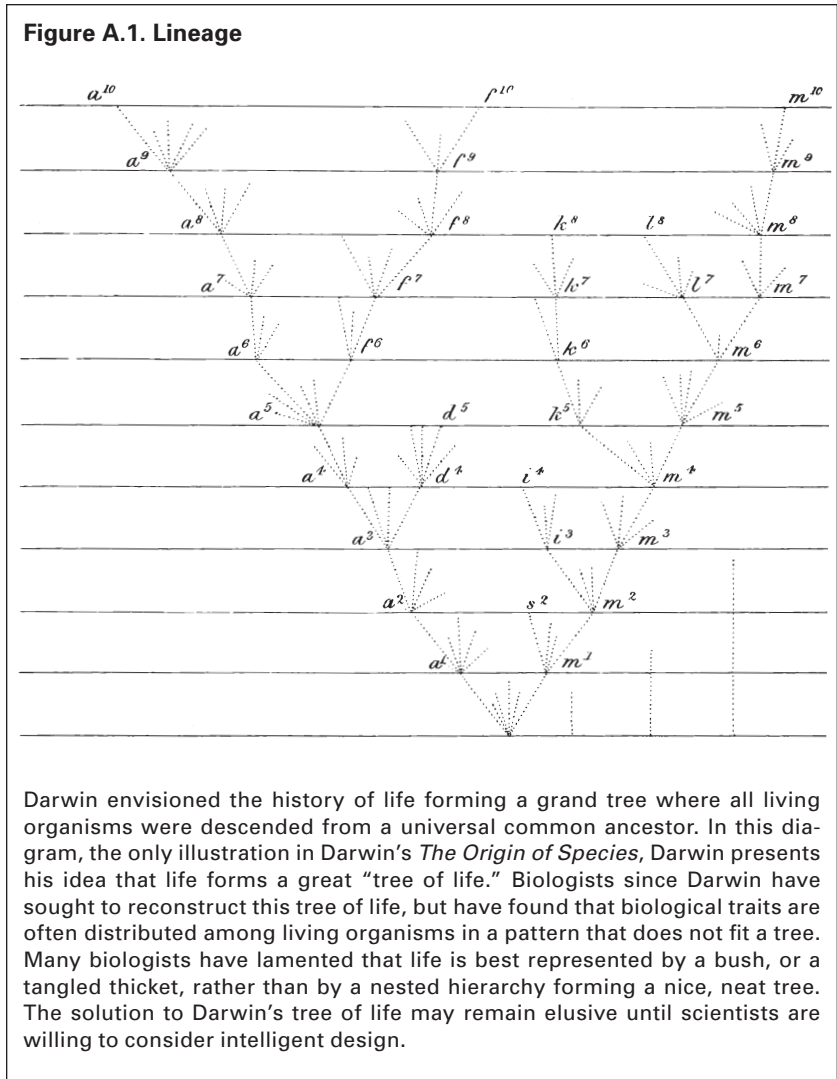 Figure A.1. Lineage
a¹⁰ f¹⁰ m¹⁰
a⁹ f⁹ m⁹
a⁸ f⁸ k⁸ l⁸ m⁸
a⁷ f⁷ k⁷ l⁷ m⁷
a⁶ f⁶ k⁶ m⁶
a⁵ d⁵ k⁵ m⁵
a⁴ d⁴ i⁴ m⁴
a³ i³ m³
a² s² m²
a¹ m¹
Darwin envisioned the history of life forming a grand tree where all living
organisms were descended from a universal common ancestor. In this dia-
gram, the only illustration in Darwin's The Origin of Species, Darwin presents
his idea that life forms a great “tree of life.” Biologists since Darwin have
sought to reconstruct this tree of life, but have found that biological traits are
often distributed among living organisms in a pattern that does not fit a tree.
Many biologists have lamented that life is best represented by a bush, or a
tangled thicket, rather than by a nested hierarchy forming a nice, neat tree.
The solution to Darwin's tree of life may remain elusive until scientists are
willing to consider intelligent design.